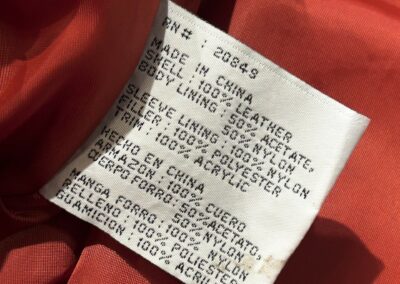 RN# : 20849
MADE IN CHINA
SHELL : 100% LEATHER
BODY LINING : 50% ACETATE,
50% NYLON
SLEEVE LINING : 100% NYLON
FILLER : 100% POLYESTER
TRIM : 100% ACRYLIC
HECHO EN CHINA
ARMAZON : 100% CUERO
CUERPO FORRO : 50% ACETATO,
50% NYLON
MANGA FORRO : 100% NYLON
RELLENO : 100% POLIESTER
GUAMICION : 100% ACRIL